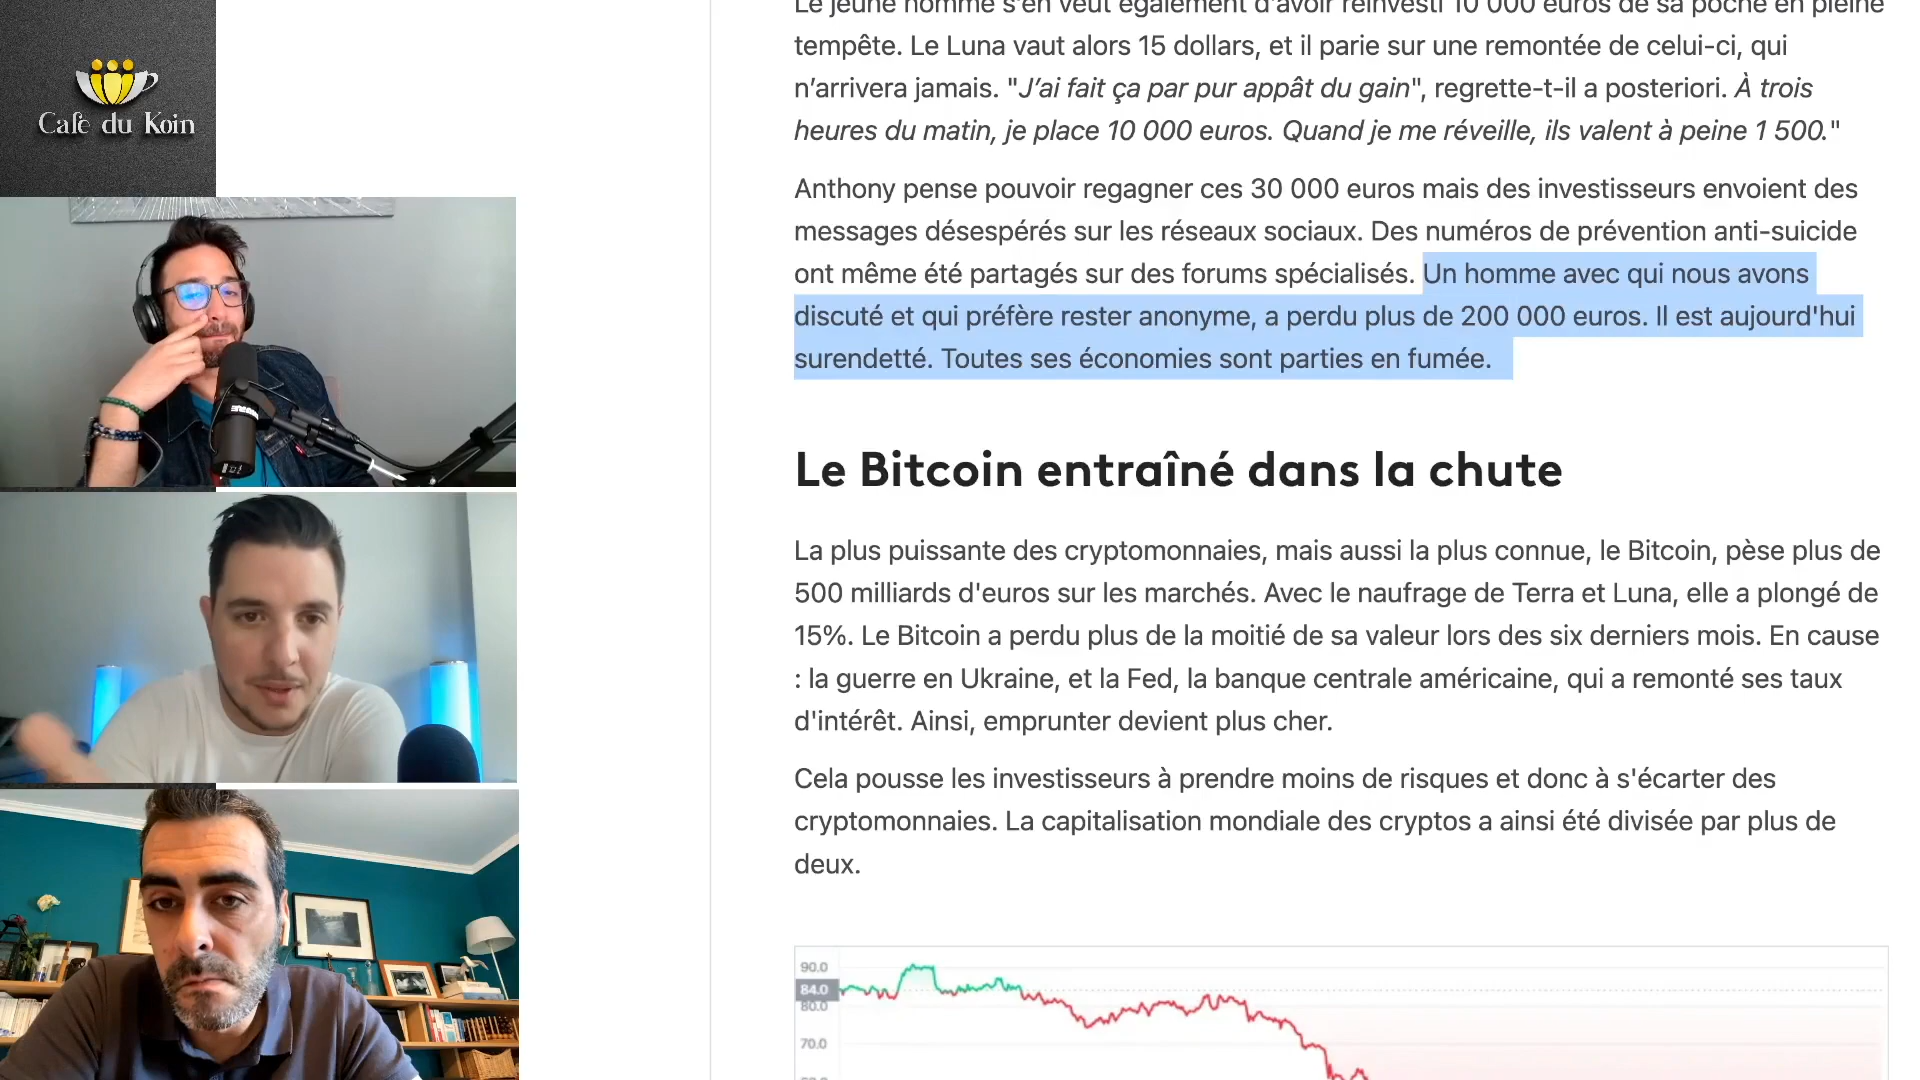 Cafe du Koin
Le jeune homme s'en veut également d'avoir réinvesti 10 000 euros de sa poche en pleine
tempête. Le Luna vaut alors 15 dollars, et il parie sur une remontée de celui-ci, qui
n’arrivera jamais. "J’ai fait ça par pur appât du gain", regrette-t-il a posteriori. À trois
heures du matin, je place 10 000 euros. Quand je me réveille, ils valent à peine 1 500."
Anthony pense pouvoir regagner ces 30 000 euros mais des investisseurs envoient des
messages désespérés sur les réseaux sociaux. Des numéros de prévention anti-suicide
ont même été partagés sur des forums spécialisés. Un homme avec qui nous avons
discuté et qui préfère rester anonyme, a perdu plus de 200 000 euros. Il est aujourd'hui
surendetté. Toutes ses économies sont parties en fumée.
Le Bitcoin entraîné dans la chute
La plus puissante des cryptomonnaies, mais aussi la plus connue, le Bitcoin, pèse plus de
500 milliards d'euros sur les marchés. Avec le naufrage de Terra et Luna, elle a plongé de
15%. Le Bitcoin a perdu plus de la moitié de sa valeur lors des six derniers mois. En cause
: la guerre en Ukraine, et la Fed, la banque centrale américaine, qui a remonté ses taux
d'intérêt. Ainsi, emprunter devient plus cher.
Cela pousse les investisseurs à prendre moins de risques et donc à s'écarter des
cryptomonnaies. La capitalisation mondiale des cryptos a ainsi été divisée par plus de
deux.
90.0
84.0
80.0
70.0
SHURE